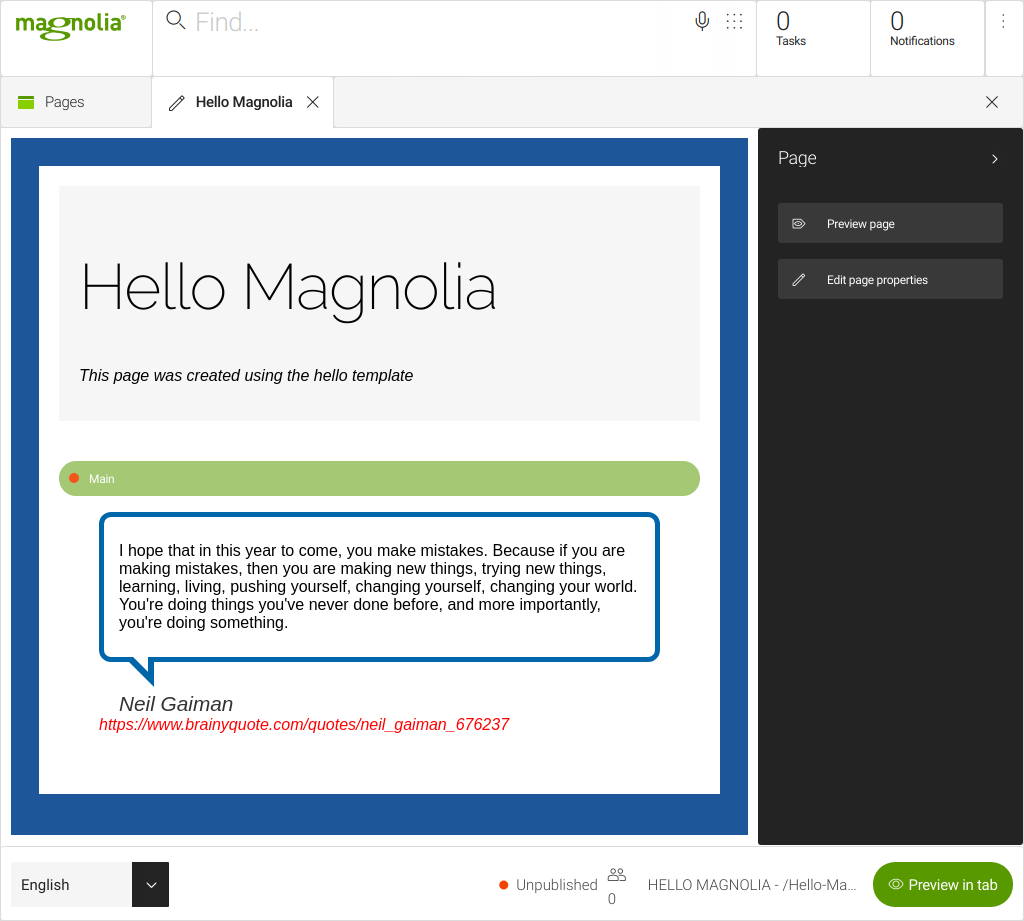 magnolia®
Find...
0
Tasks
0
Notifications
Pages
Hello Magnolia
Page
Preview page
Edit page properties
Hello Magnolia
This page was created using the hello template
Main
I hope that in this year to come, you make mistakes. Because if you are
making mistakes, then you are making new things, trying new things,
learning, living, pushing yourself, changing yourself, changing your world.
You're doing things you've never done before, and more importantly,
you're doing something.
Neil Gaiman
https://www.brainyquote.com/quotes/neil_gaiman_676237
English
Unpublished
0
HELLO MAGNOLIA - /Hello-Ma...
Preview in tab